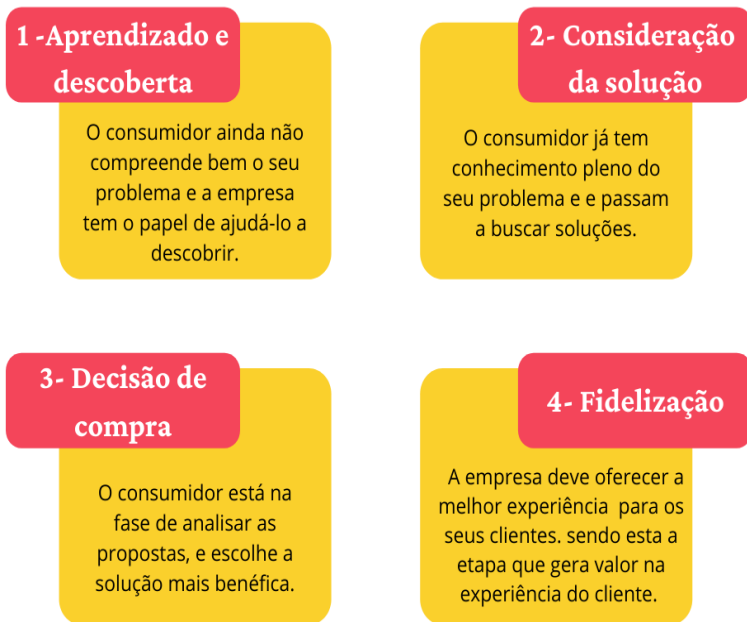 1 -Aprendizado e
descoberta
O consumidor ainda não
compreende bem o seu
problema e a empresa
tem o papel de ajudá-lo a
descobrir.
2- Consideração
da solução
O consumidor já tem
conhecimento pleno do
seu problema e e passam
a buscar soluções.
3- Decisão de
compra
O consumidor está na
fase de analisar as
propostas, e escolhe a
solução mais benéfica.
4- Fidelização
A empresa deve oferecer a
melhor experiência para os
seus clientes. sendo esta a
etapa que gera valor na
experiência do cliente.